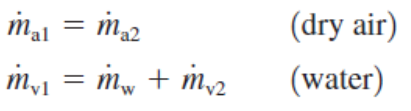 ṁa1 = ṁa2 (dry air)
ṁv1 = ṁw + ṁv2 (water)